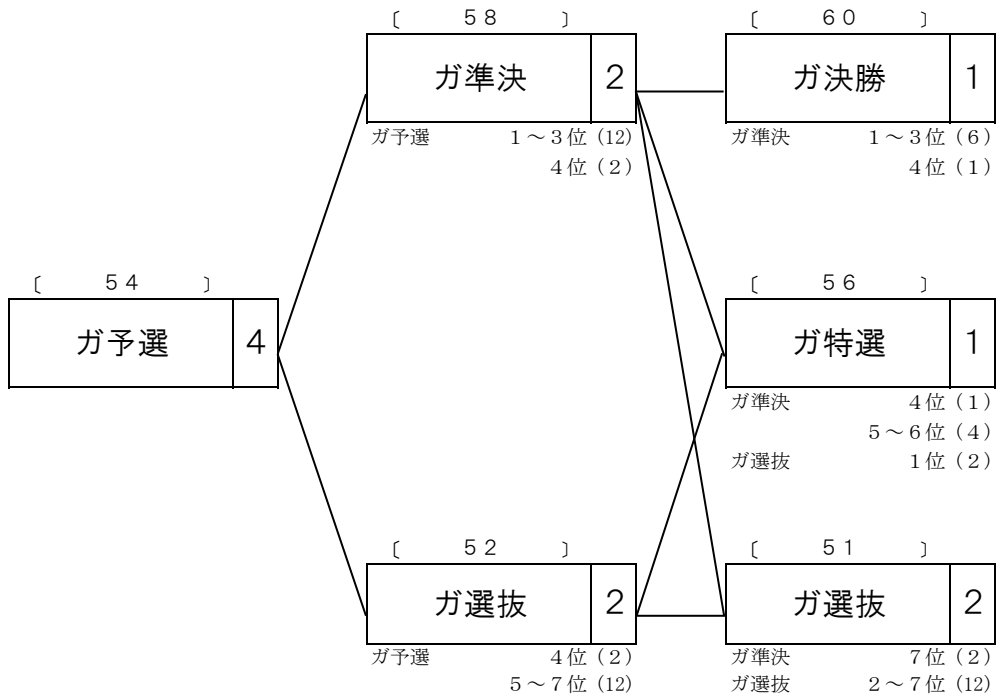 〔 58 〕
ガ準決 2
ガ予選 1~3位 (12)
4位 (2)
〔 60 〕
ガ決勝 1
ガ準決 1~3位 (6)
4位 (1)
〔 54 〕
ガ予選 4
〔 56 〕
ガ特選 1
ガ準決 4位 (1)
5~6位 (4)
ガ選抜 1位 (2)
〔 52 〕
ガ選抜 2
ガ予選 4位 (2)
5~7位 (12)
〔 51 〕
ガ選抜 2
ガ準決 7位 (2)
ガ選抜 2~7位 (12)